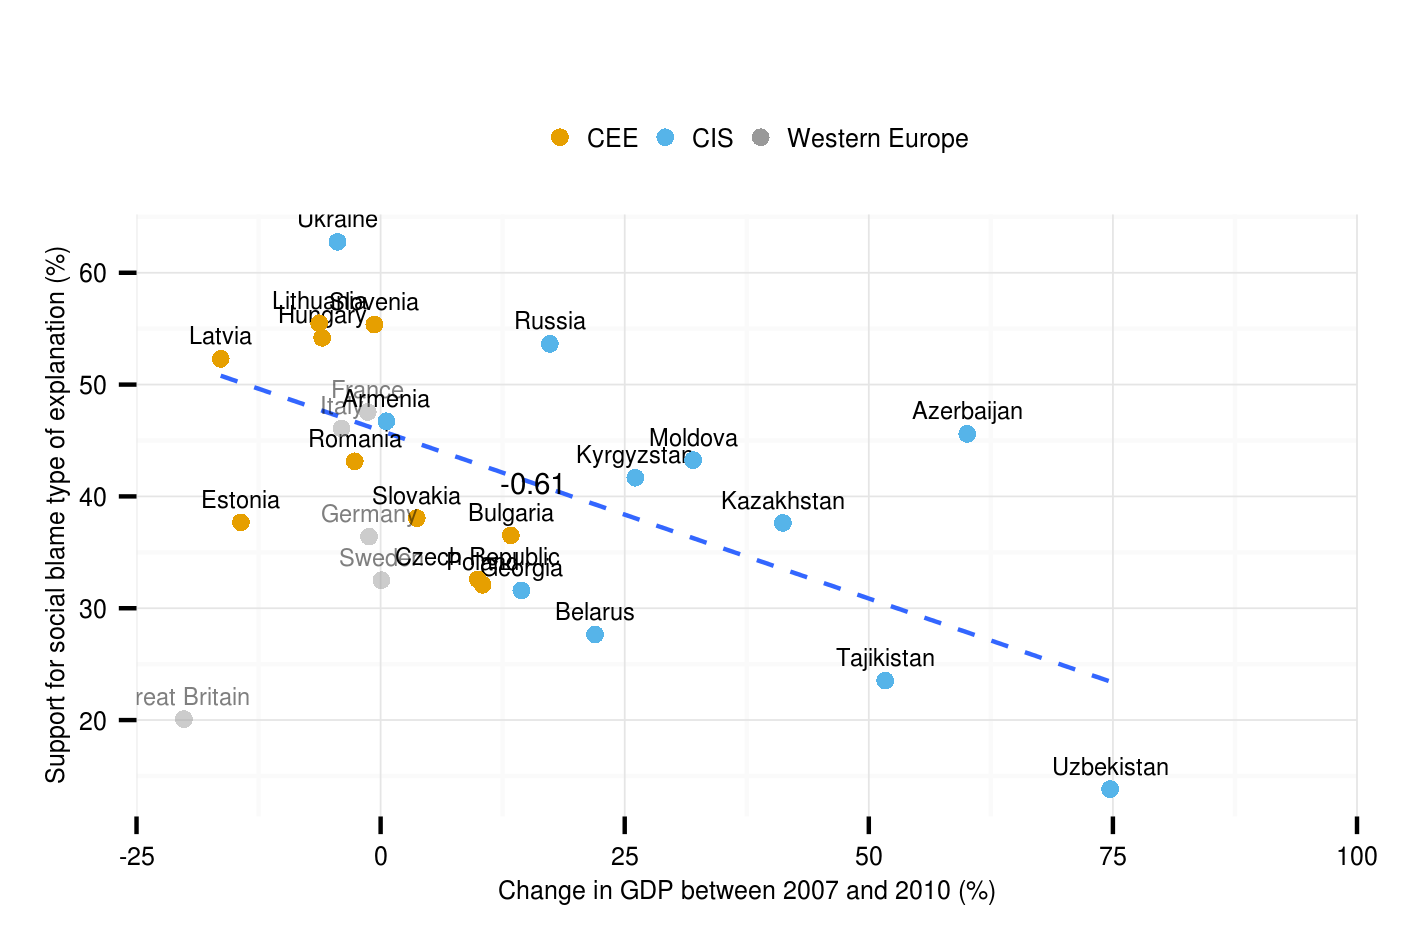 CEE CIS Western Europe
Ukraine
Lithuania
Slovenia
Hungary
Russia
Latvia
France
Armenia
Italy
Azerbaijan
Romania
Moldova
Kyrgyzstan
-0.61
Slovakia
Estonia
Kazakhstan
Germany
Bulgaria
Sweden
Czech Republic
Poland
Georgia
Belarus
Tajikistan
reat Britain
Uzbekistan
60
50
40
30
20
-25 0 25 50 75 100
Change in GDP between 2007 and 2010 (%)
Support for social blame type of explanation (%)